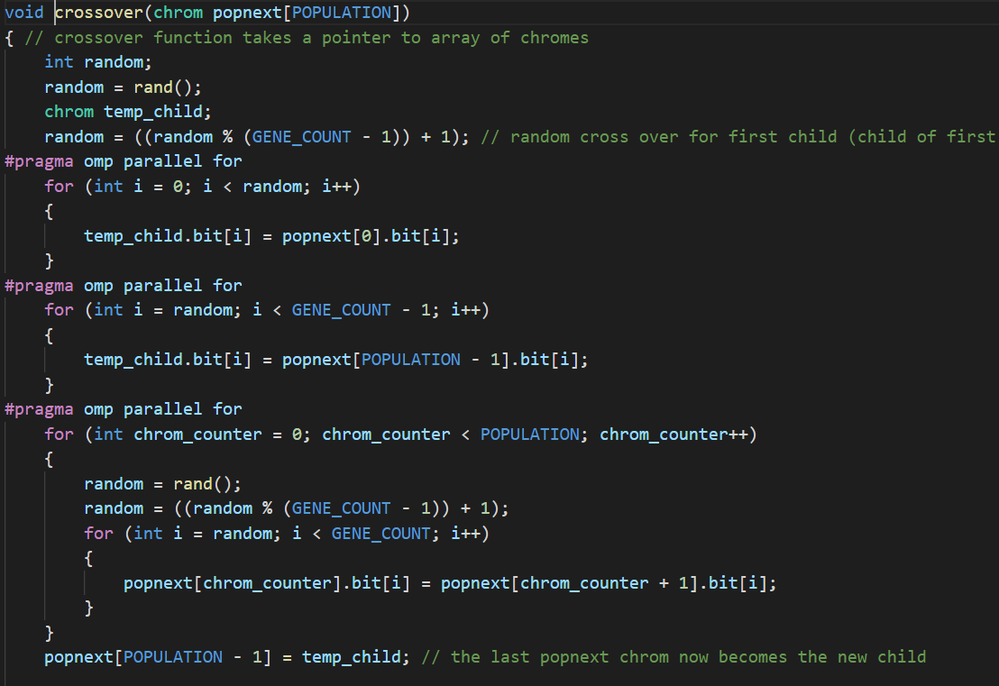 void crossover(chrom popnext[POPULATION])
{ // crossover function takes a pointer to array of chromes
    int random;
    random = rand();
    chrom temp_child;
    random = ((random % (GENE_COUNT - 1)) + 1); // random cross over for first child (child of first
#pragma omp parallel for
    for (int i = 0; i < random; i++)
    {
        temp_child.bit[i] = popnext[0].bit[i];
    }
#pragma omp parallel for
    for (int i = random; i < GENE_COUNT - 1; i++)
    {
        temp_child.bit[i] = popnext[POPULATION - 1].bit[i];
    }
#pragma omp parallel for
    for (int chrom_counter = 0; chrom_counter < POPULATION; chrom_counter++)
    {
        random = rand();
        random = ((random % (GENE_COUNT - 1)) + 1);
        for (int i = random; i < GENE_COUNT; i++)
        {
            popnext[chrom_counter].bit[i] = popnext[chrom_counter + 1].bit[i];
        }
    }
    popnext[POPULATION - 1] = temp_child; // the last popnext chrom now becomes the new child